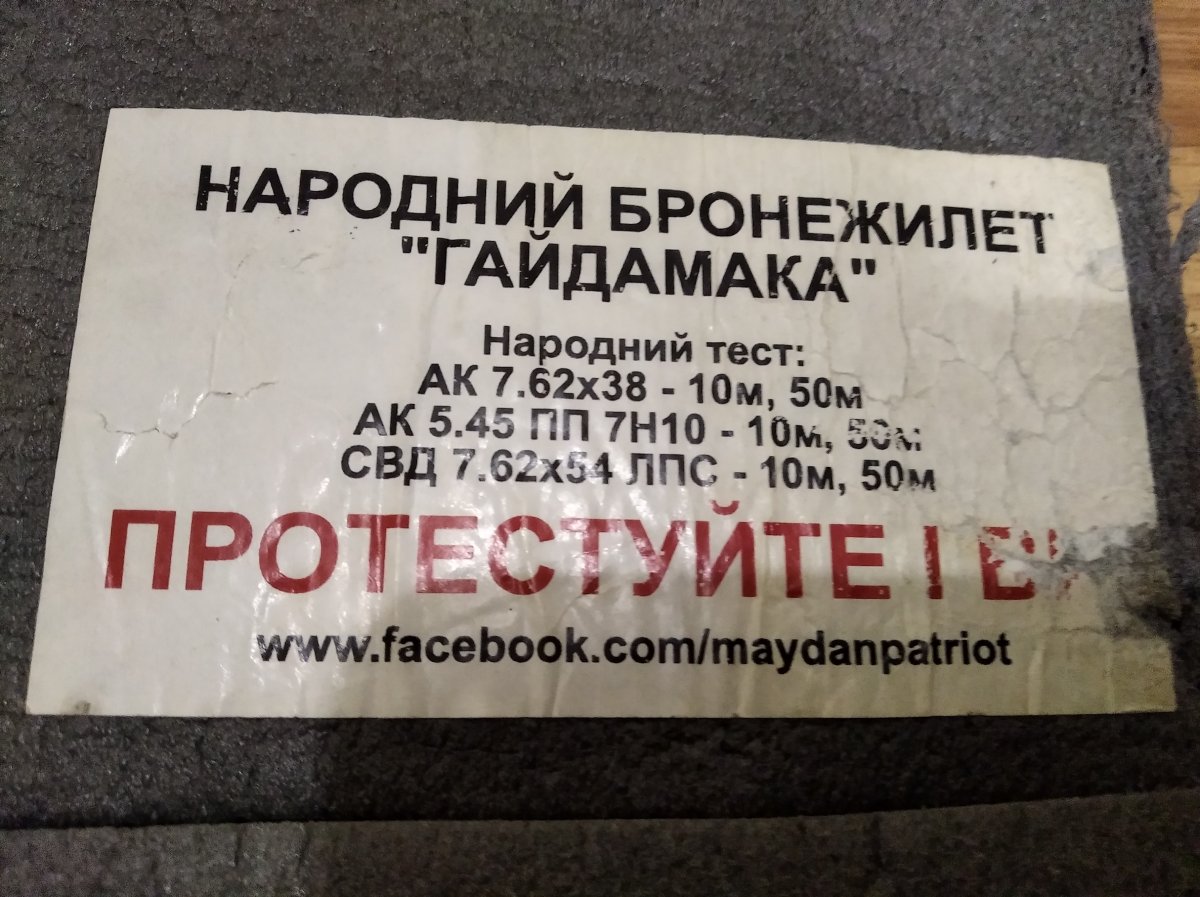 НАРОДНИЙ БРОНЕЖИЛЕТ
"ГАЙДАМАКА"
Народний тест:
АК 7.62х38 - 10м, 50м
АК 5.45 ПП 7Н10 - 10м, 50м
СВД 7.62х54 ЛПС - 10м, 50м
ПРОТЕСТУЙТЕ І
www.facebook.com/maydanpatriot